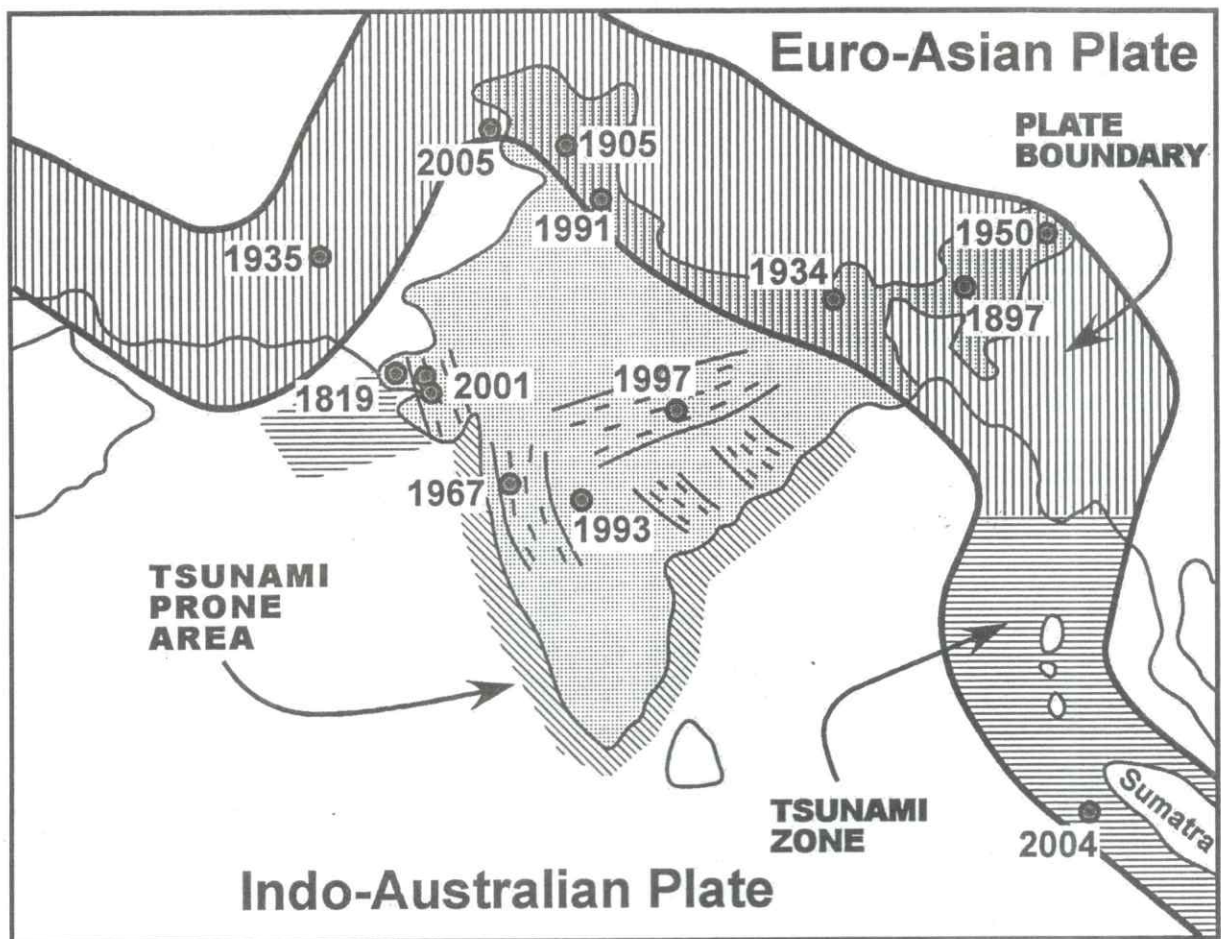 Euro-Asian Plate
PLATE
BOUNDARY
2005
1905
1991
1935
1934
1950
1897
1819
2001
1997
1967
1993
TSUNAMI
PRONE
AREA
TSUNAMI
ZONE
Sumatra
2004
Indo-Australian Plate